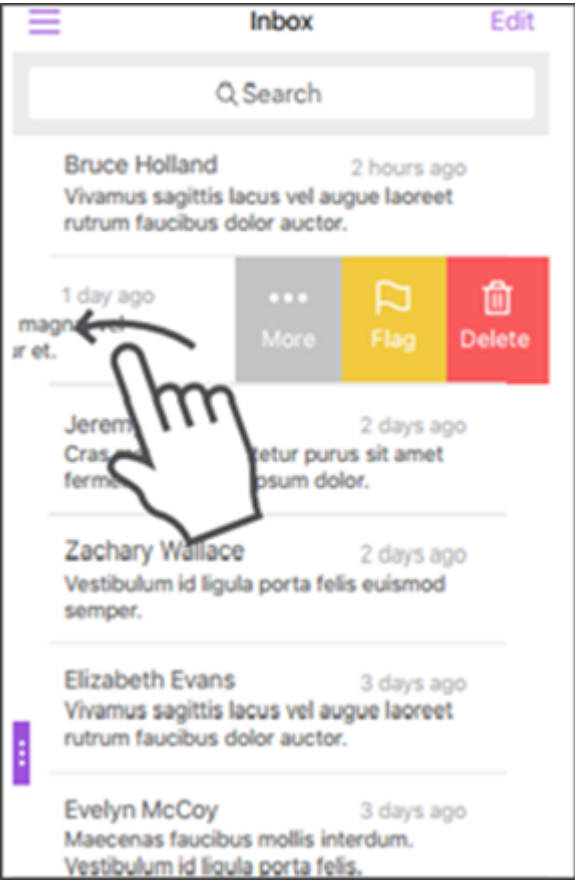 Inbox
Edit
Search
Bruce Holland
2 hours ago
Vivamus sagittis lacus vel augue laoreet
rutrum faucibus dolor auctor.
1 day ago
More
Flag
Delete
et.
2 days ago
Cras tetur purus sit amet
psum dolor.
Zachary Wallace
2 days ago
Vestibulum id ligula porta felis euismod
semper.
Elizabeth Evans
3 days ago
Vivamus sagittis lacus vel augue laoreet
rutrum faucibus dolor auctor.
Evelyn McCoy
3 days ago
Maecenas faucibus mollis interdum.
Vestibulum id ligula porta felis.